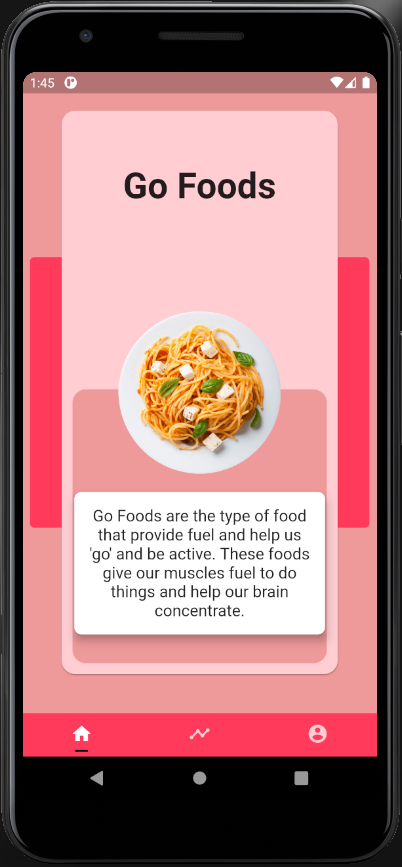 1:45
Go Foods
Go Foods are the type of food
that provide fuel and help us
'go' and be active. These foods
give our muscles fuel to do
things and help our brain
concentrate.